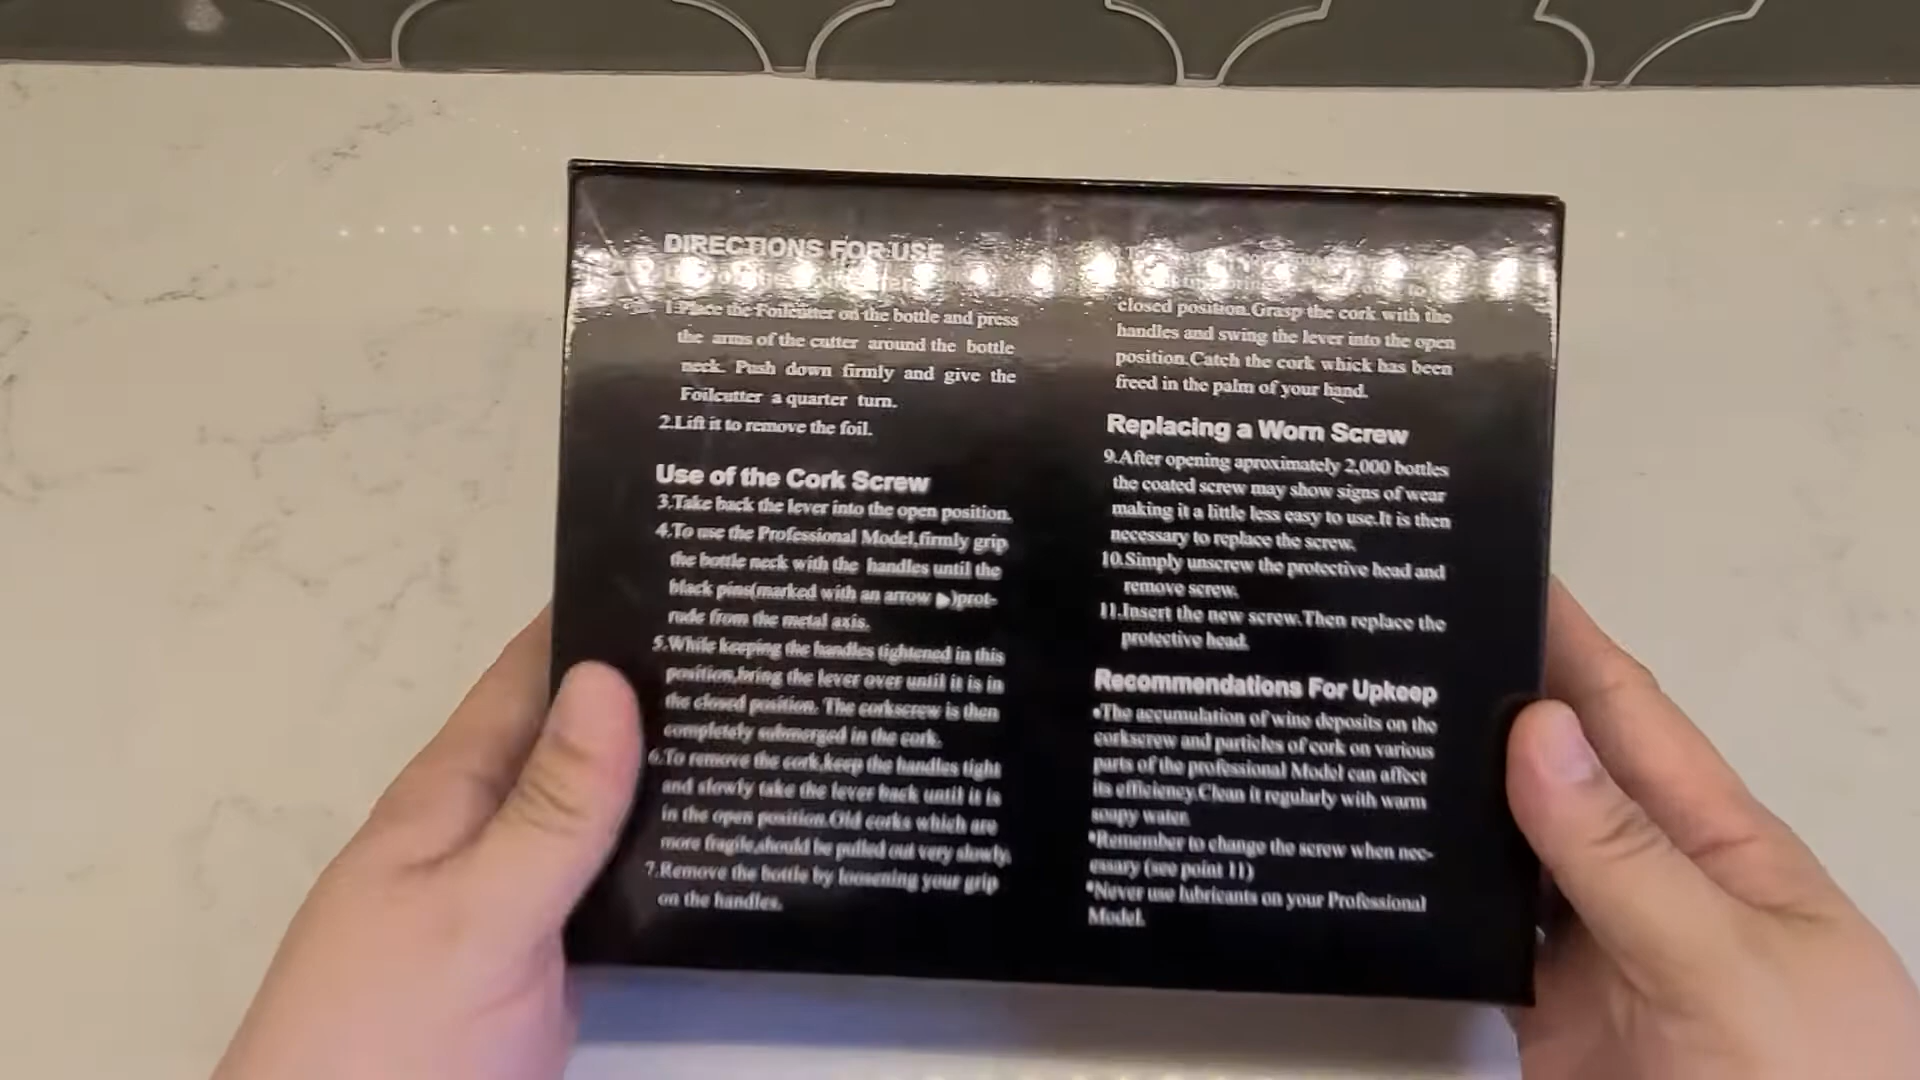 DIRECTIONS FOR USE
1.Place the Foilcutter on the bottle and press
the arms of the cutter around the bottle
neck. Push down firmly and give the
Foilcutter a quarter turn.
2.Lift it to remove the foil.
Use of the Cork Screw
3.Take back the lever into the open position.
4.To use the Professional Model,firmly grip
the bottle neck with the handles until the
black pins(marked with an arrow ▶)prot-
rude from the metal axis.
5.While keeping the handles tightened in this
position,bring the lever over until it is in
the closed position. The corkscrew is then
completely submerged in the cork.
6.To remove the cork,keep the handles tight
and slowly take the lever back until it is
in the open position.Old corks which are
more fragile,should be pulled out very slowly.
7.Remove the bottle by loosening your grip
on the handles.
closed position.Grasp the cork with the
handles and swing the lever into the open
position.Catch the cork whick has been
freed in the palm of your hand.
Replacing a Worn Screw
9.After opening aproximately 2,000 bottles
the coated screw may show signs of wear
making it a little less easy to use.It is then
necessary to replace the screw.
10.Simply unscrew the protective head and
remove screw.
11.Insert the new screw.Then replace the
protective head.
Recommendations For Upkeep
•The accumulation of wine deposits on the
corkscrew and particles of cork on various
parts of the professional Model can affect
its efficiency.Clean it regularly with warm
soapy water.
•Remember to change the screw when nec-
essary (see point 11)
•Never use lubricants on your Professional
Model.